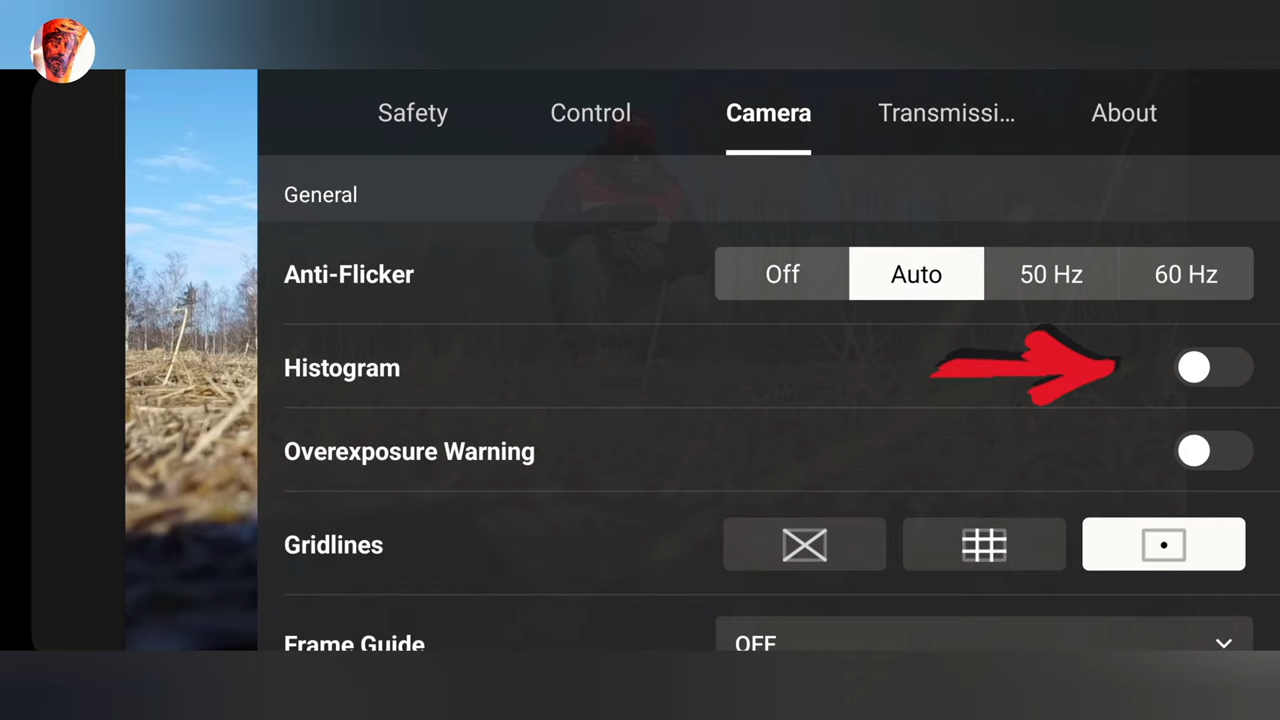 Safety Control Camera Transmissi... About
General
Anti-Flicker Off Auto 50 Hz 60 Hz
Histogram
Overexposure Warning
Gridlines
Frame Guide OFF